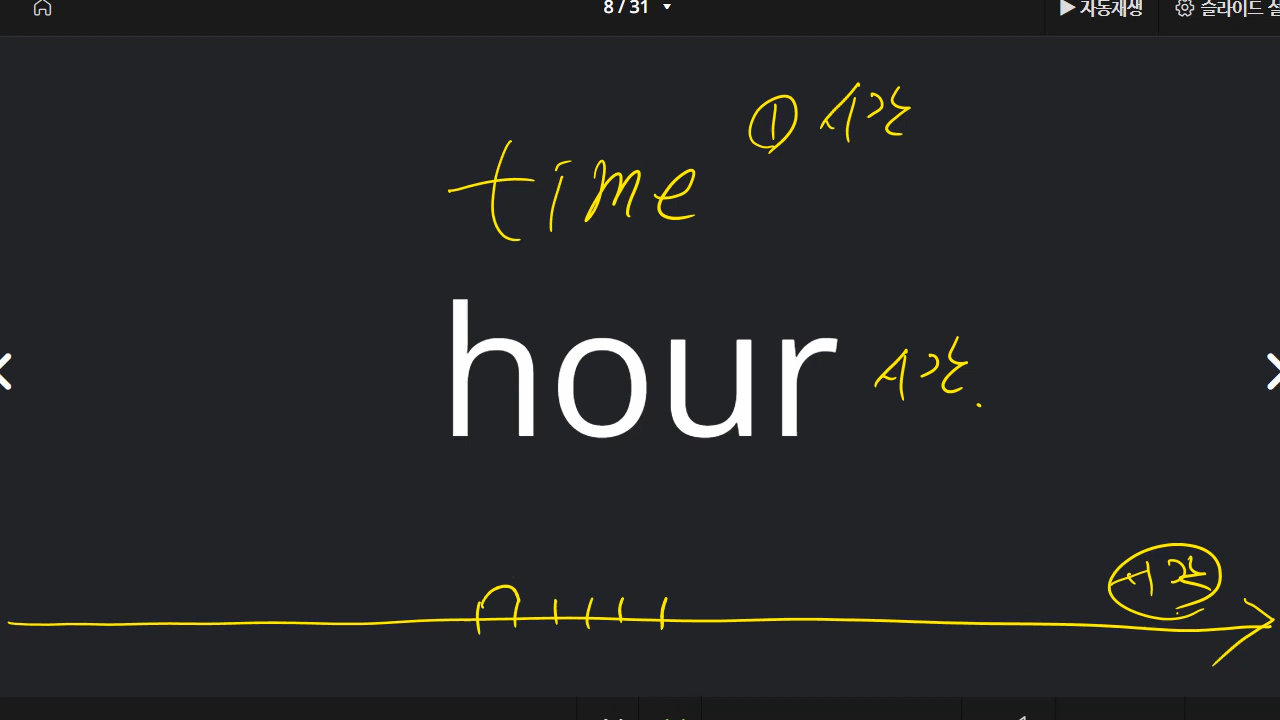 8 / 31
자동재생
슬라이드
time ① 시간
hour 시간.
시간